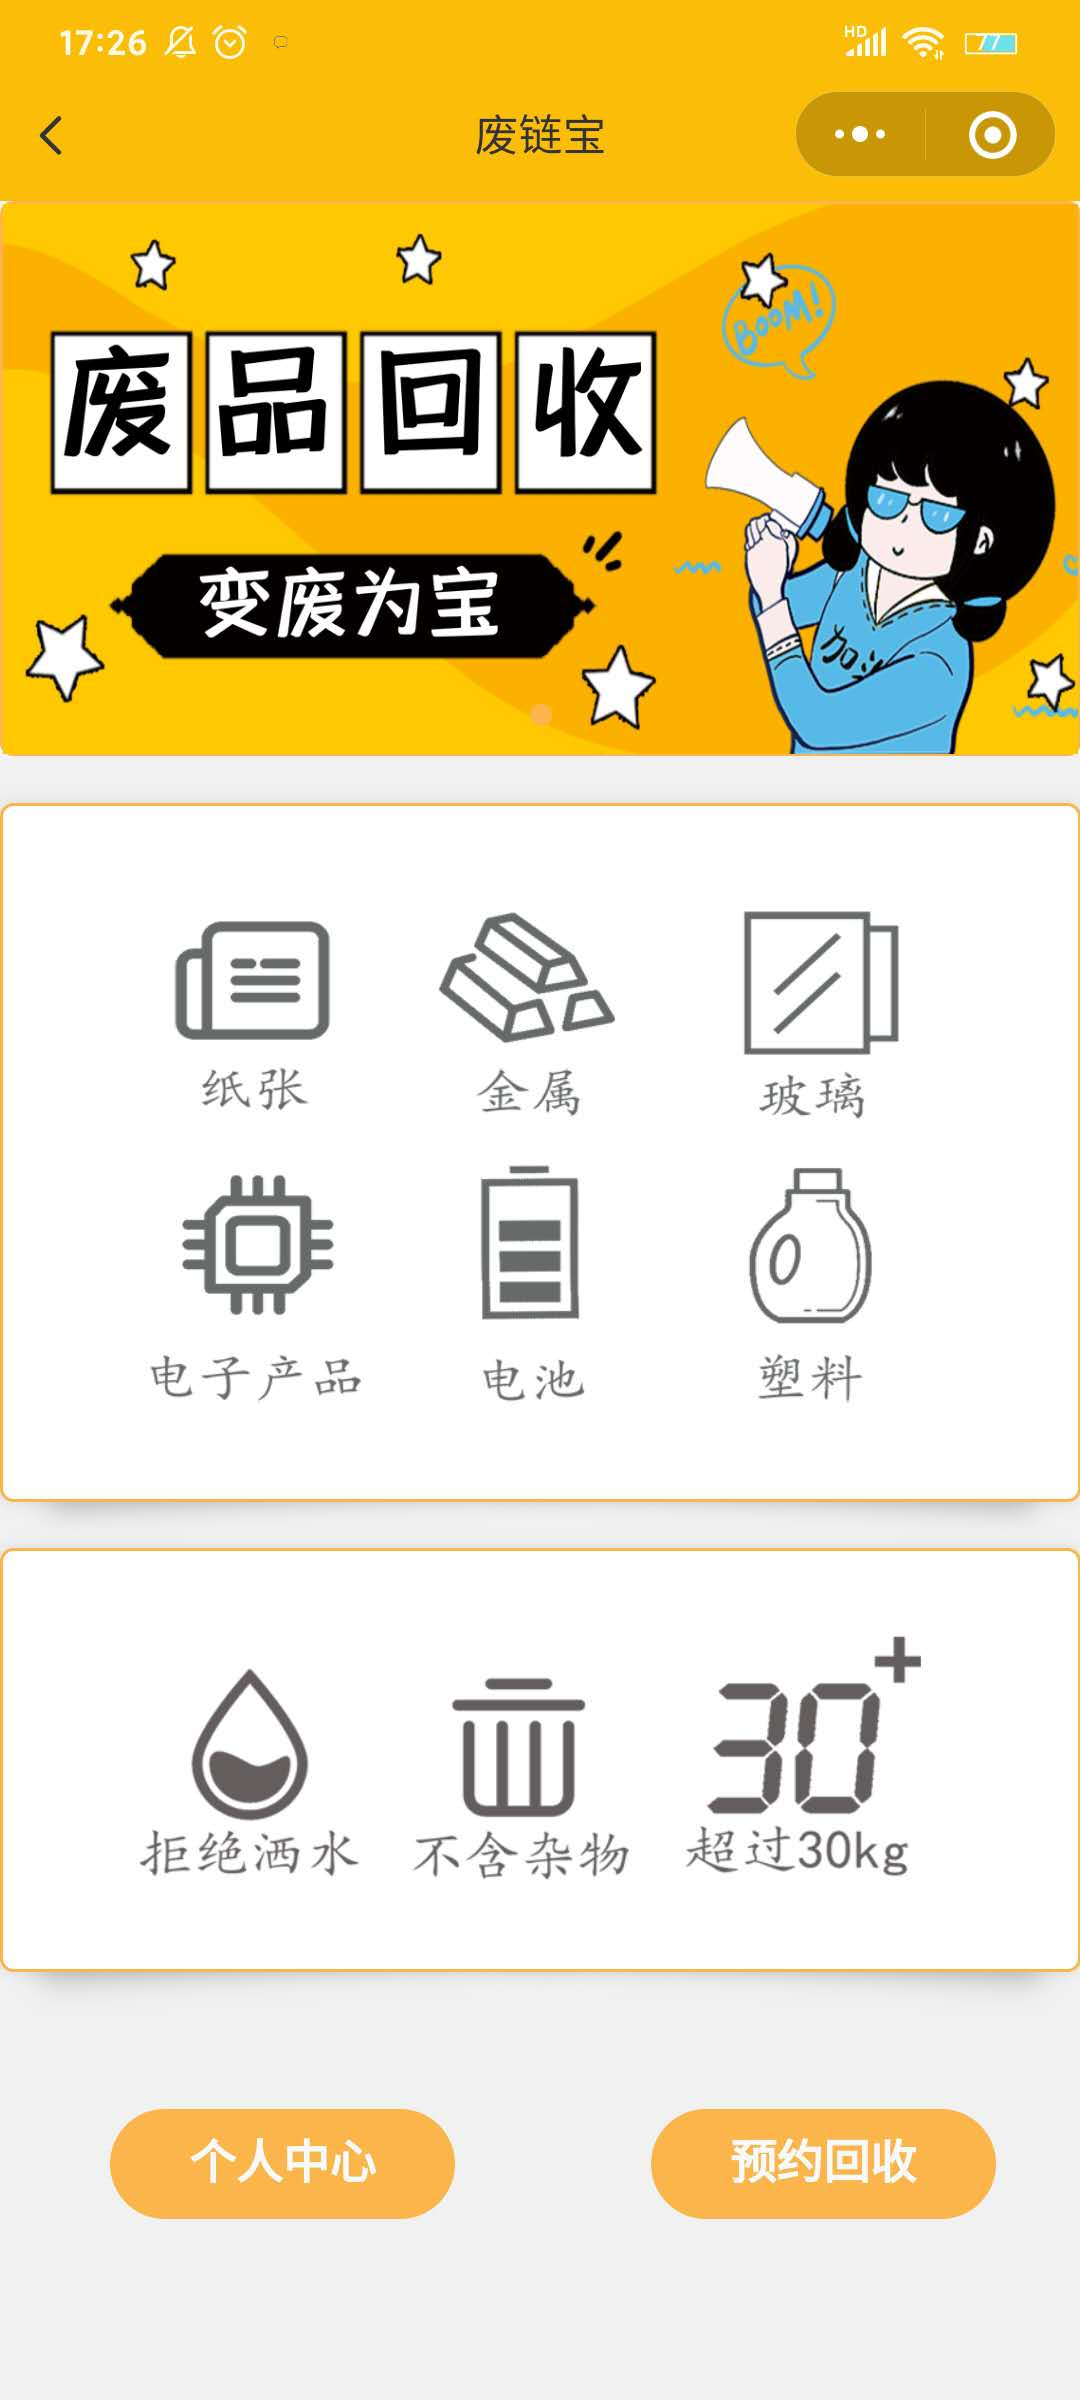 17:26
HD
77
废链宝
BOOM!
废品回收
变废为宝
纸张 金属 玻璃
电子产品 电池 塑料
30+
拒绝洒水 不含杂物 超过30kg
个人中心 预约回收